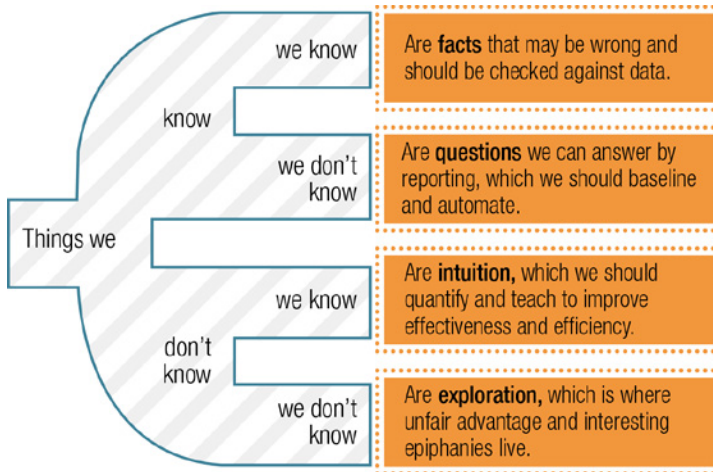 we know
Are facts that may be wrong and
should be checked against data.
know
we don't
know
Are questions we can answer by
reporting, which we should baseline
and automate.
Things we
we know
Are intuition, which we should
quantify and teach to improve
effectiveness and efficiency.
don't
know
we don't
know
Are exploration, which is where
unfair advantage and interesting
epiphanies live.